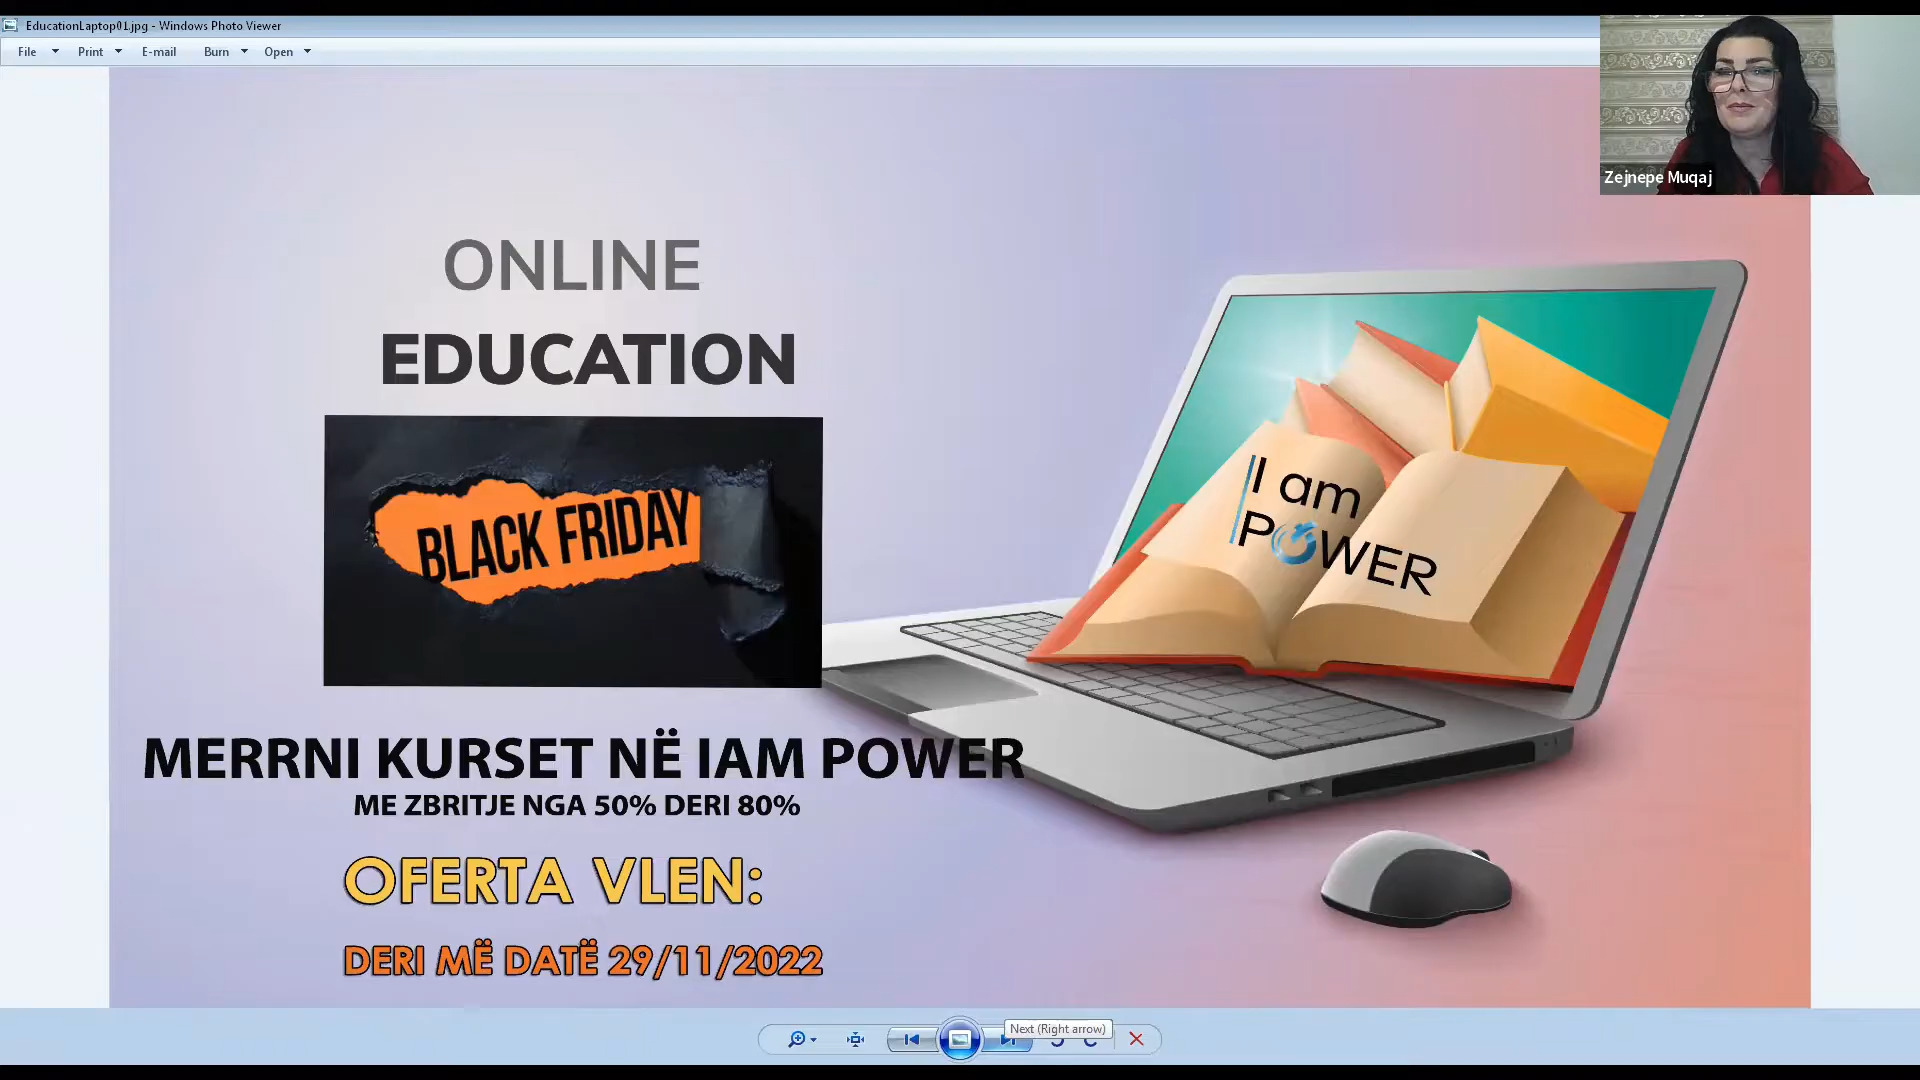 EducationLaptop01.jpg - Windows Photo Viewer
File Print E-mail Burn Open
Zejnepe Muqaj
ONLINE
EDUCATION
BLACK FRIDAY
I am
POWER
MERRNI KURSET NË IAM POWER
ME ZBRITJE NGA 50% DERI 80%
OFERTA VLEN:
DERI MË DATË 29/11/2022
Next (Right arrow)